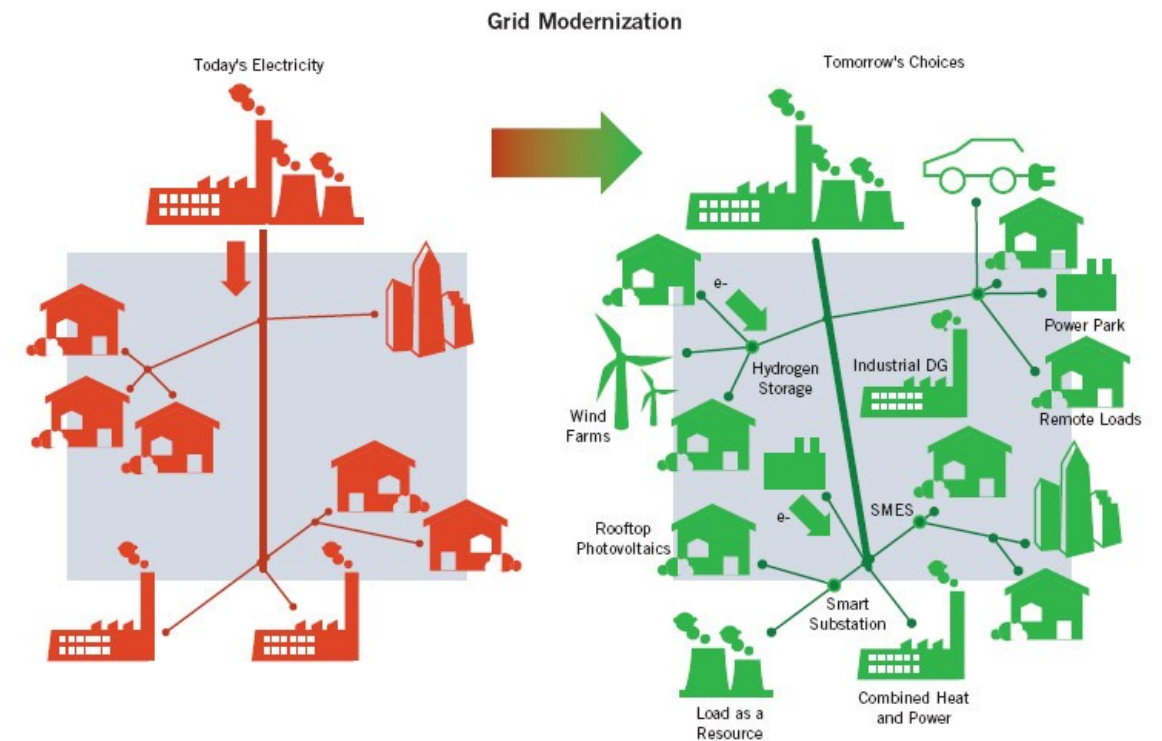 Grid Modernization
Today's Electricity
Tomorrow's Choices
e-
Power Park
Hydrogen
Storage
Industrial DG
Wind
Farms
Remote Loads
SMES
e-
Rooftop
Photovoltaics
Smart
Substation
Load as a
Resource
Combined Heat
and Power